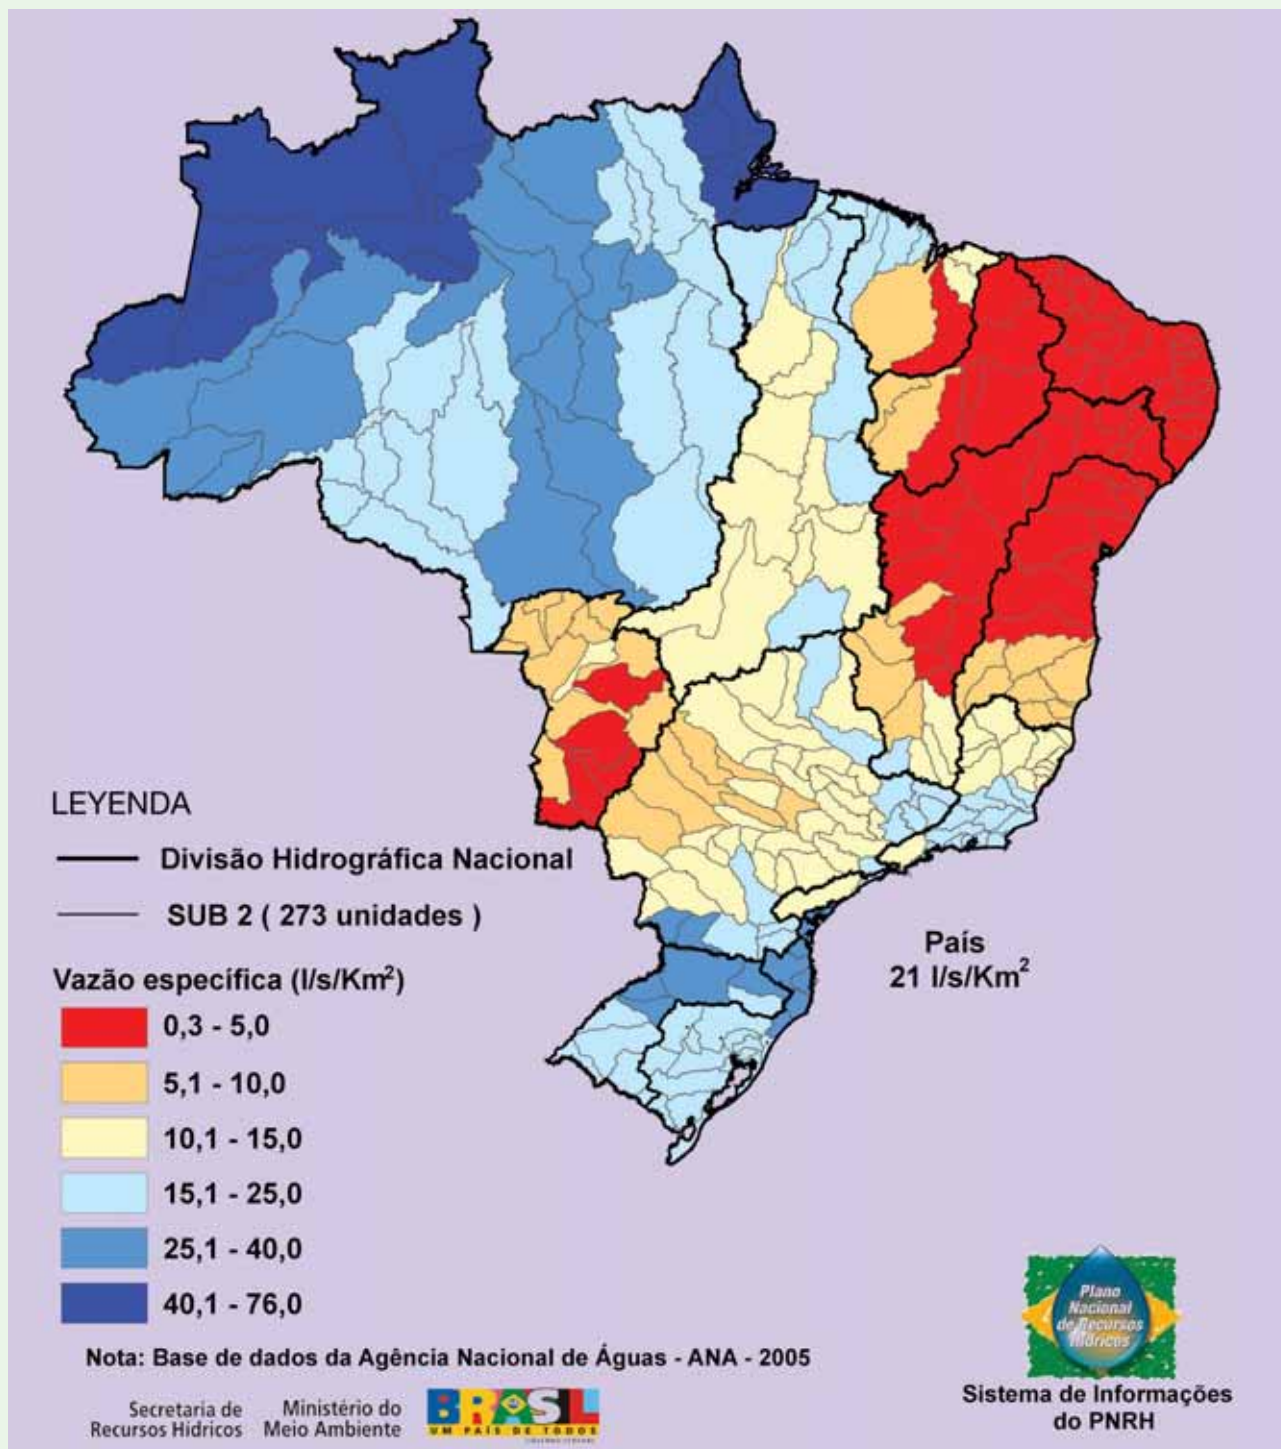 LEYENDA
Divisão Hidrográfica Nacional
SUB 2 ( 273 unidades )
País
21 l/s/Km²
Vazão específica (l/s/Km²)
0,3 - 5,0
5,1 - 10,0
10,1 - 15,0
15,1 - 25,0
25,1 - 40,0
40,1 - 76,0
Nota: Base de dados da Agência Nacional de Águas - ANA - 2005
Secretaria de
Recursos Hídricos
Ministério do
Meio Ambiente
BRASIL
UM PAÍS DE TODOS
GOVERNO FEDERAL
Plano
Nacional
de Recursos
Hídricos
Sistema de Informações
do PNRH